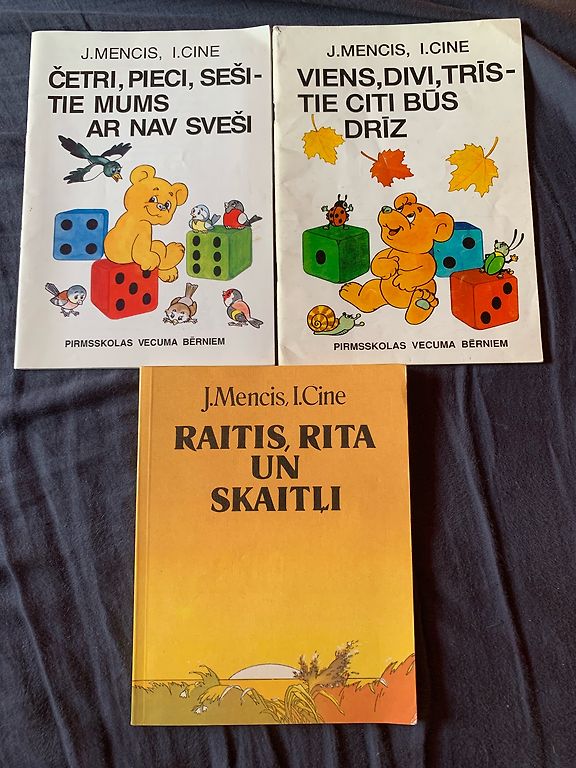 J.MENCIS, I.CINE
ČETRI, PIECI, SEŠI-
TIE MUMS
AR NAV SVEŠI
PIRMSSKOLAS VECUMA BĒRNIEM
J.MENCIS, I.CINE
VIENS,DIVI,TRĪS-
TIE CITI BŪS
DRĪZ
PIRMSSKOLAS VECUMA BĒRNIEM
J.Mencis, I.Cine
RAITIS, RITA
UN
SKAITĻI